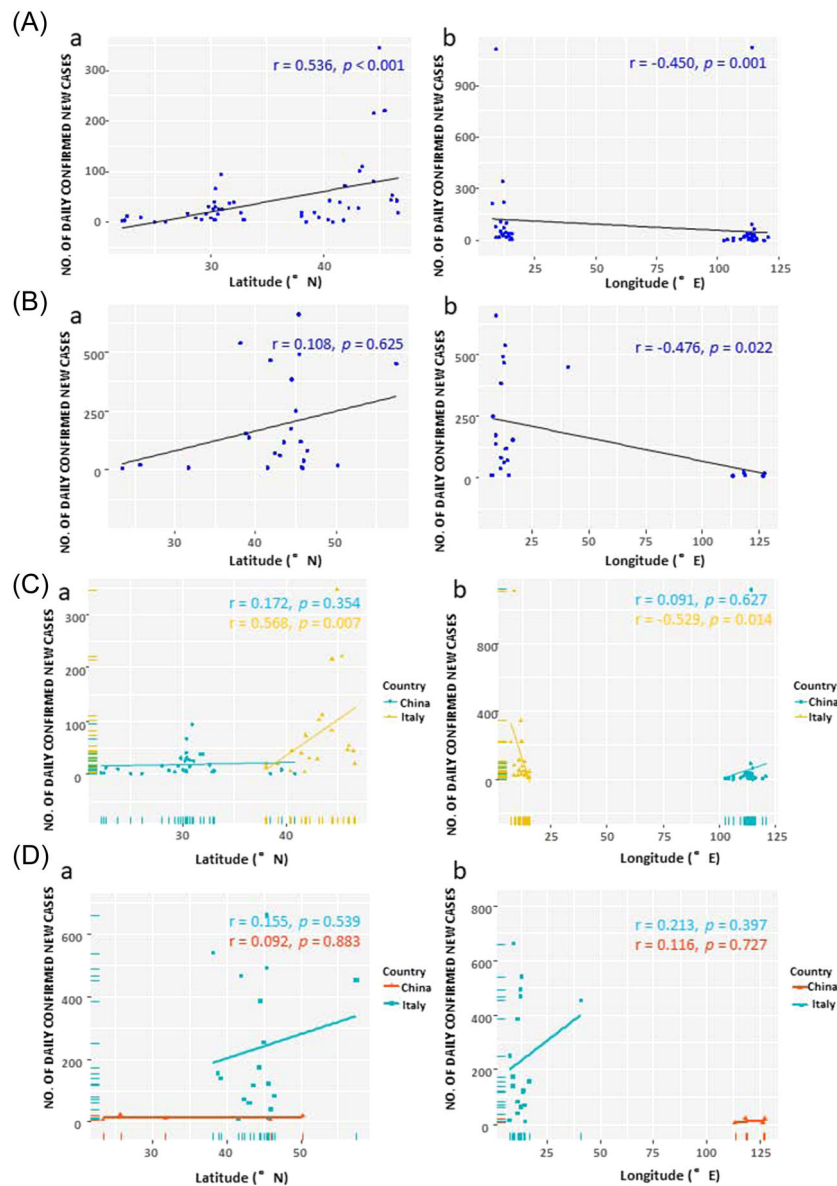 (A)
a
NO. OF DAILY CONFIRMED NEW CASES
300
200
100
0
r = 0.536, p < 0.001
30
40
Latitude (° N)
b
NO. OF DAILY CONFIRMED NEW CASES
900
600
300
0
r = -0.450, p = 0.001
25
50
75
100
125
Longitude (° E)
(B)
a
NO. OF DAILY CONFIRMED NEW CASES
500
250
0
r = 0.108, p = 0.625
30
40
50
Latitude (° N)
b
NO. OF DAILY CONFIRMED NEW CASES
500
250
0
r = -0.476, p = 0.022
25
50
75
100
125
Longitude (° E)
(C)
a
NO. OF DAILY CONFIRMED NEW CASES
300
200
100
0
r = 0.172, p = 0.354
r = 0.568, p = 0.007
30
40
Latitude (° N)
Country
China
Italy
b
NO. OF DAILY CONFIRMED NEW CASES
800
400
0
r = 0.091, p = 0.627
r = -0.529, p = 0.014
25
50
75
100
125
Longitude (° E)
Country
China
Italy
(D)
a
NO. OF DAILY CONFIRMED NEW CASES
600
400
200
0
r = 0.155, p = 0.539
r = 0.092, p = 0.883
30
40
50
Latitude (° N)
Country
China
Italy
b
NO. OF DAILY CONFIRMED NEW CASES
800
600
400
200
0
r = 0.213, p = 0.397
r = 0.116, p = 0.727
25
50
75
100
125
Longitude (° E)
Country
China
Italy